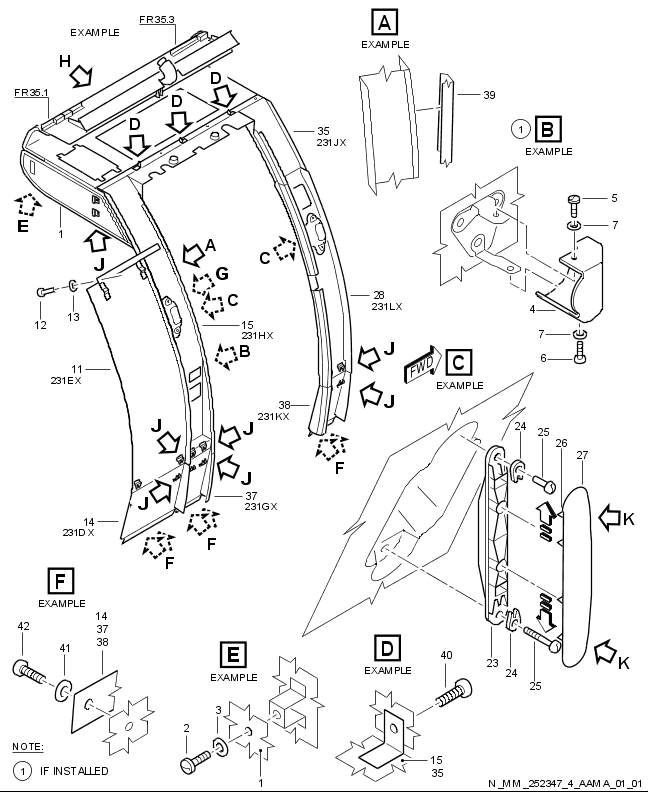 FR35.3
EXAMPLE
H
FR35.1
D
D
D
A
EXAMPLE
39
35
231JX
1
B
EXAMPLE
5
7
E
1
J
A
G
C
C
12
13
15
231HX
28
231LX
4
7
6
11
231EX
B
J
FWD
C
EXAMPLE
38
231KX
J
J
J
F
24
25
26
27
J
J
37
231GX
14
231DX
F
F
K
F
EXAMPLE
14
37
38
42
41
E
EXAMPLE
D
EXAMPLE
40
23
24
25
K
2
3
1
15
35
NOTE:
1 IF INSTALLED
N_MM_252347_4_AAMA_01_01